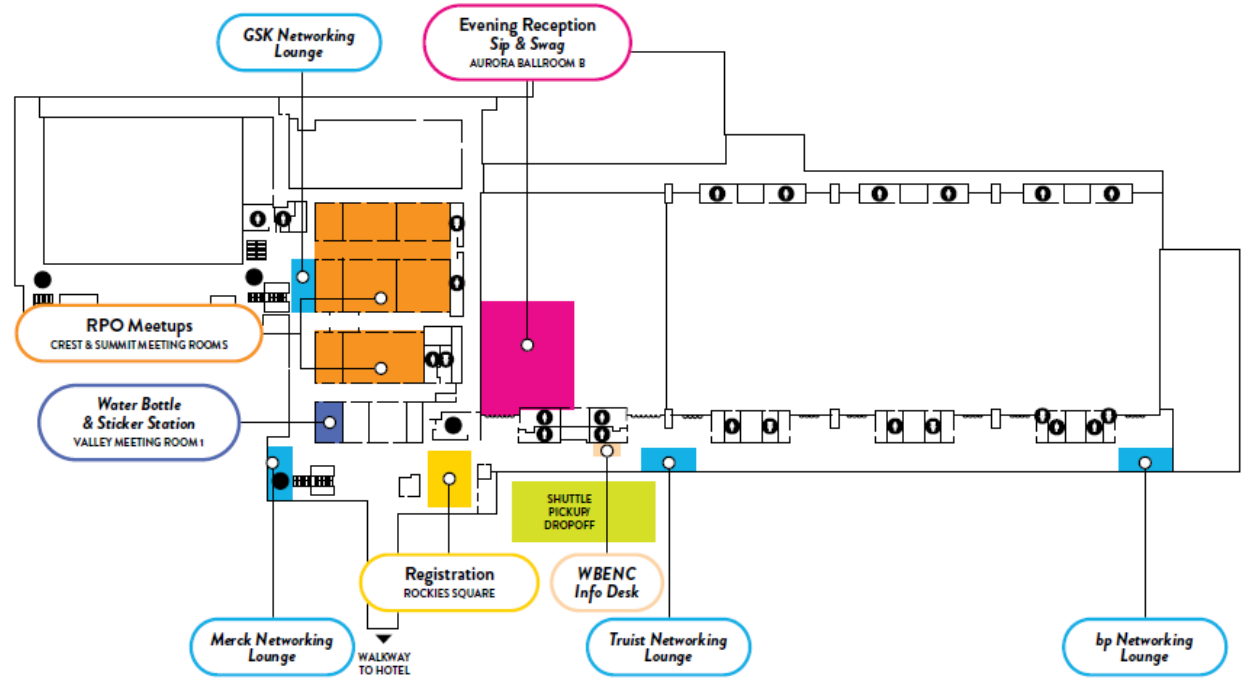 GSK Networking
Lounge
Evening Reception
Sip & Swag
AURORA BALLROOM B
RPO Meetups
CREST & SUMMIT MEETING ROOMS
Water Bottle
& Sticker Station
VALLEY MEETING ROOM 1
SHUTTLE
PICKUP/
DROPOFF
Registration
ROCKIES SQUARE
WBENC
Info Desk
Merck Networking
Lounge
WALKWAY
TO HOTEL
Truist Networking
Lounge
bp Networking
Lounge